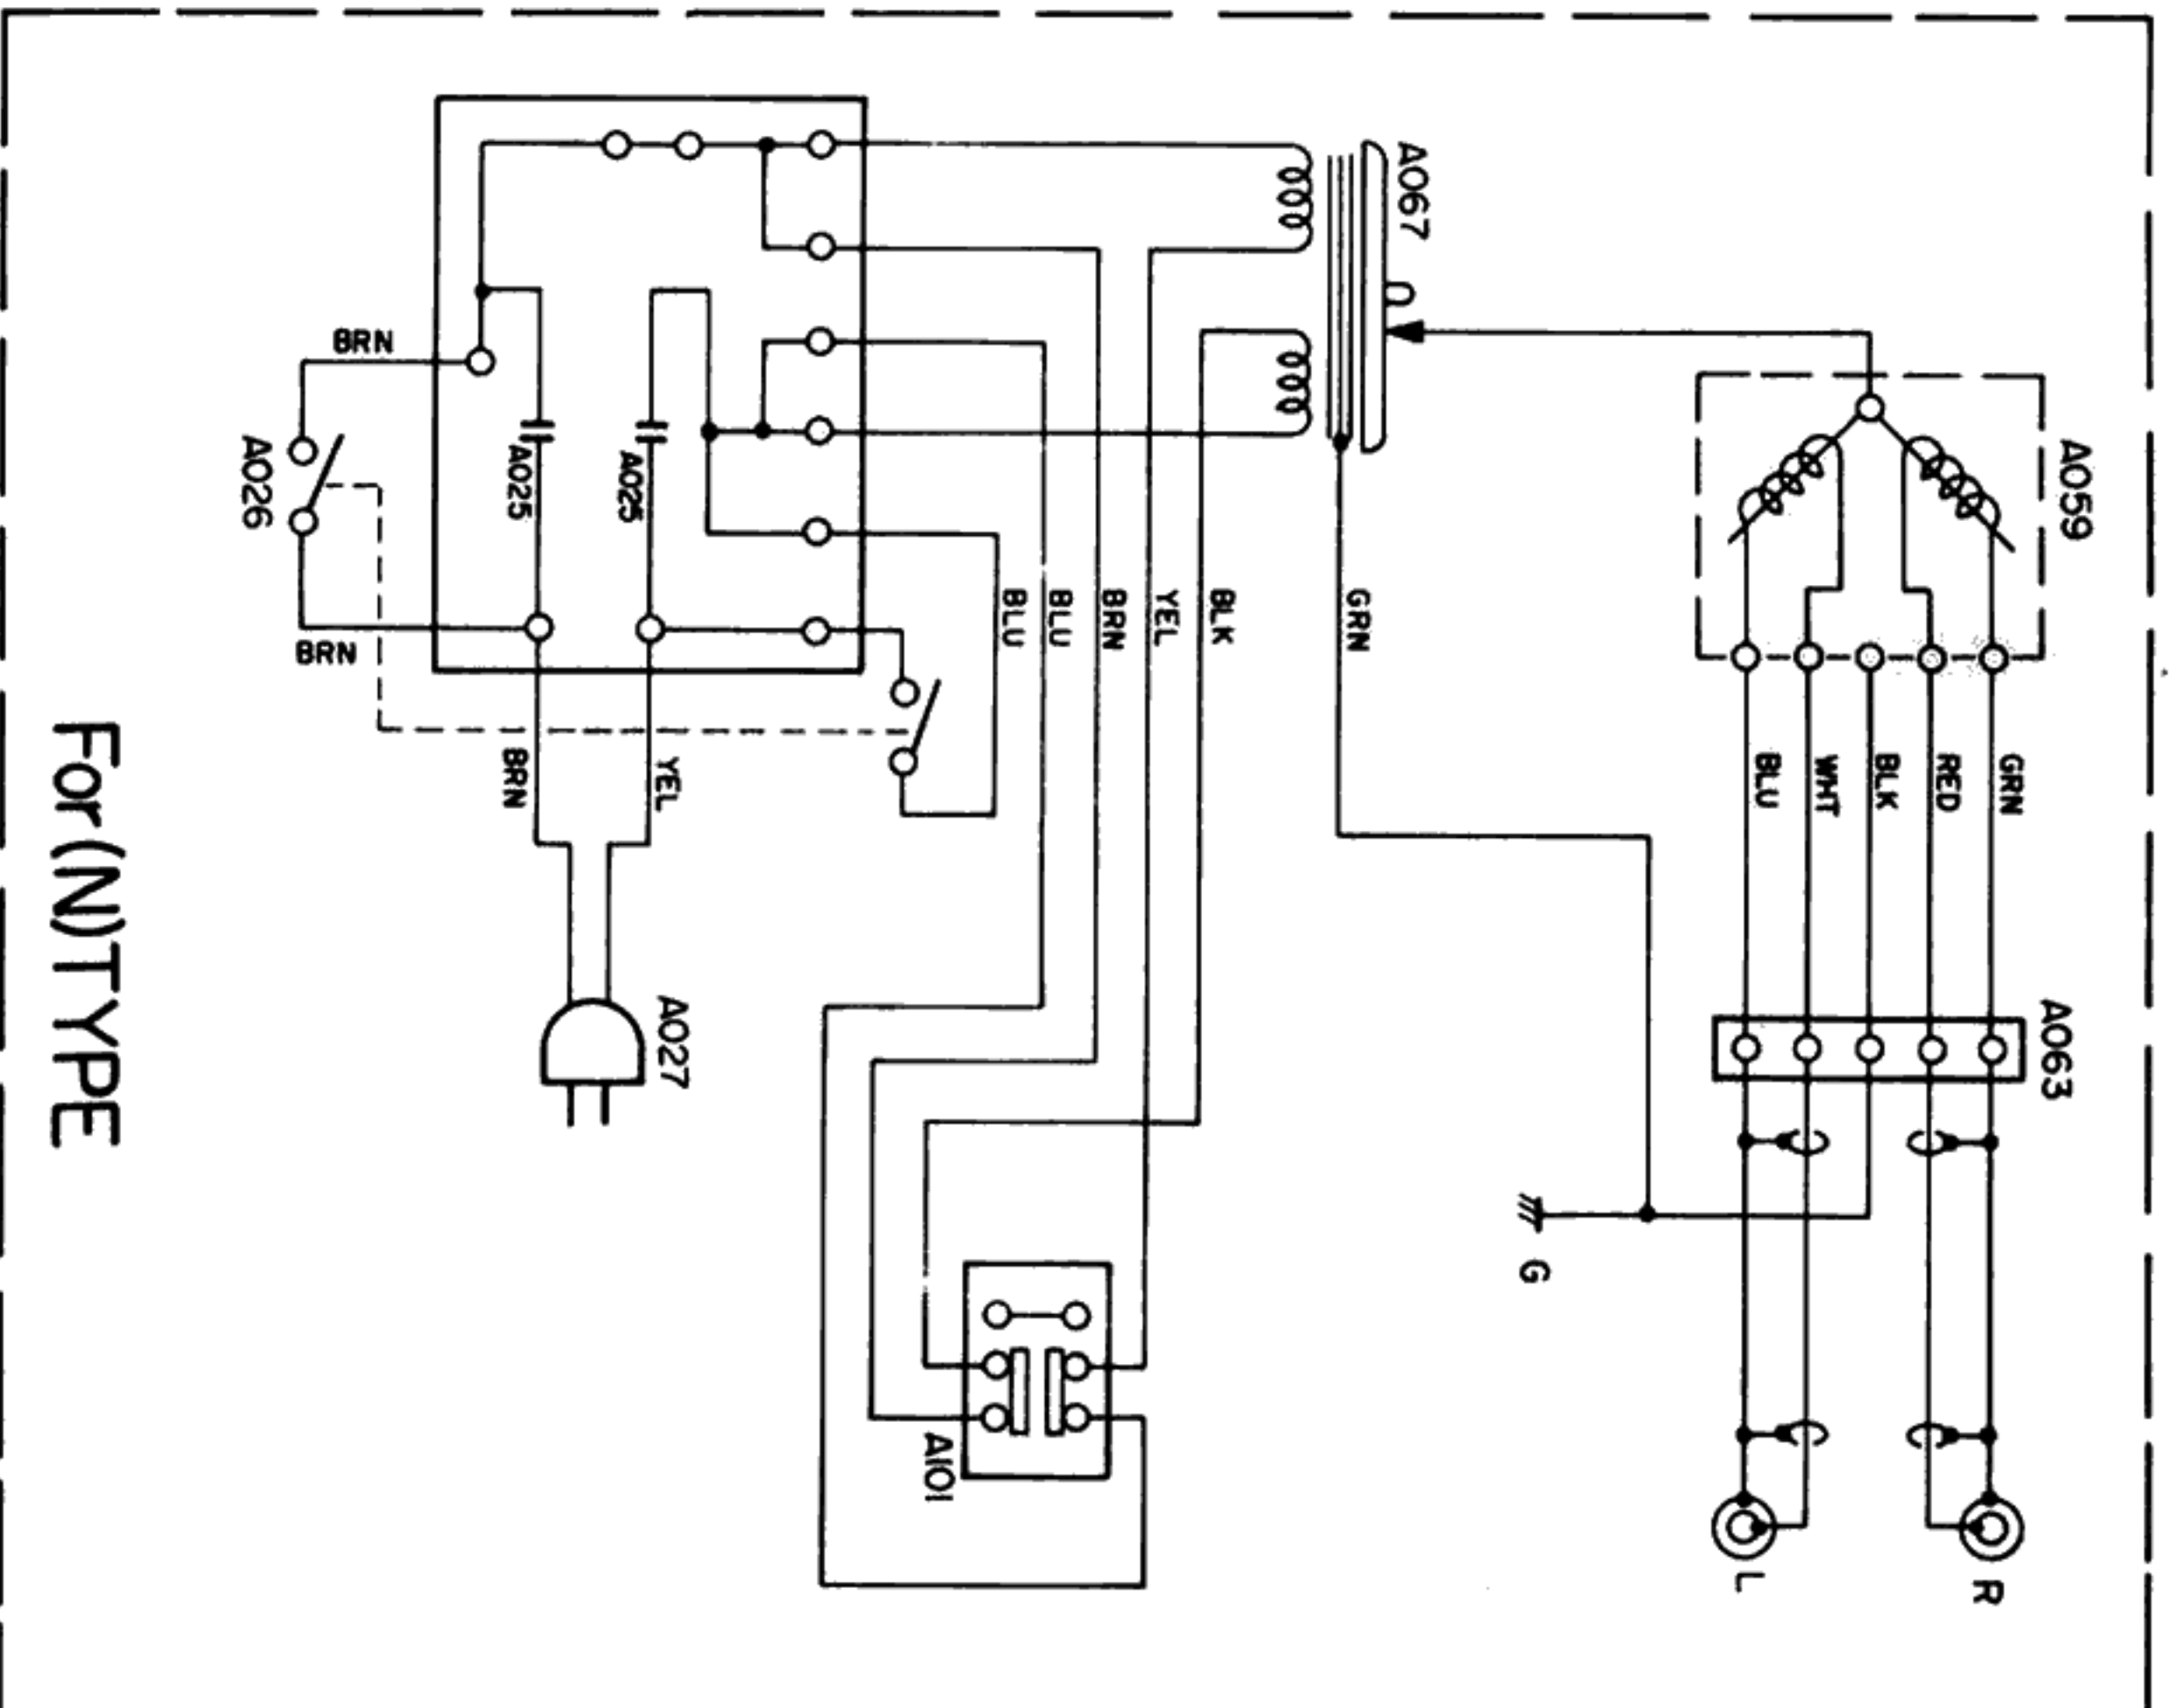 A067
A059
BRN
A026
A025
A025
BRN
BLU
BLU
BRN
YEL
BLK
GRN
BLU
WHT
BLK
RED
GRN
BRN
YEL
A027
A063
G
A101
L
R
For (N) TYPE